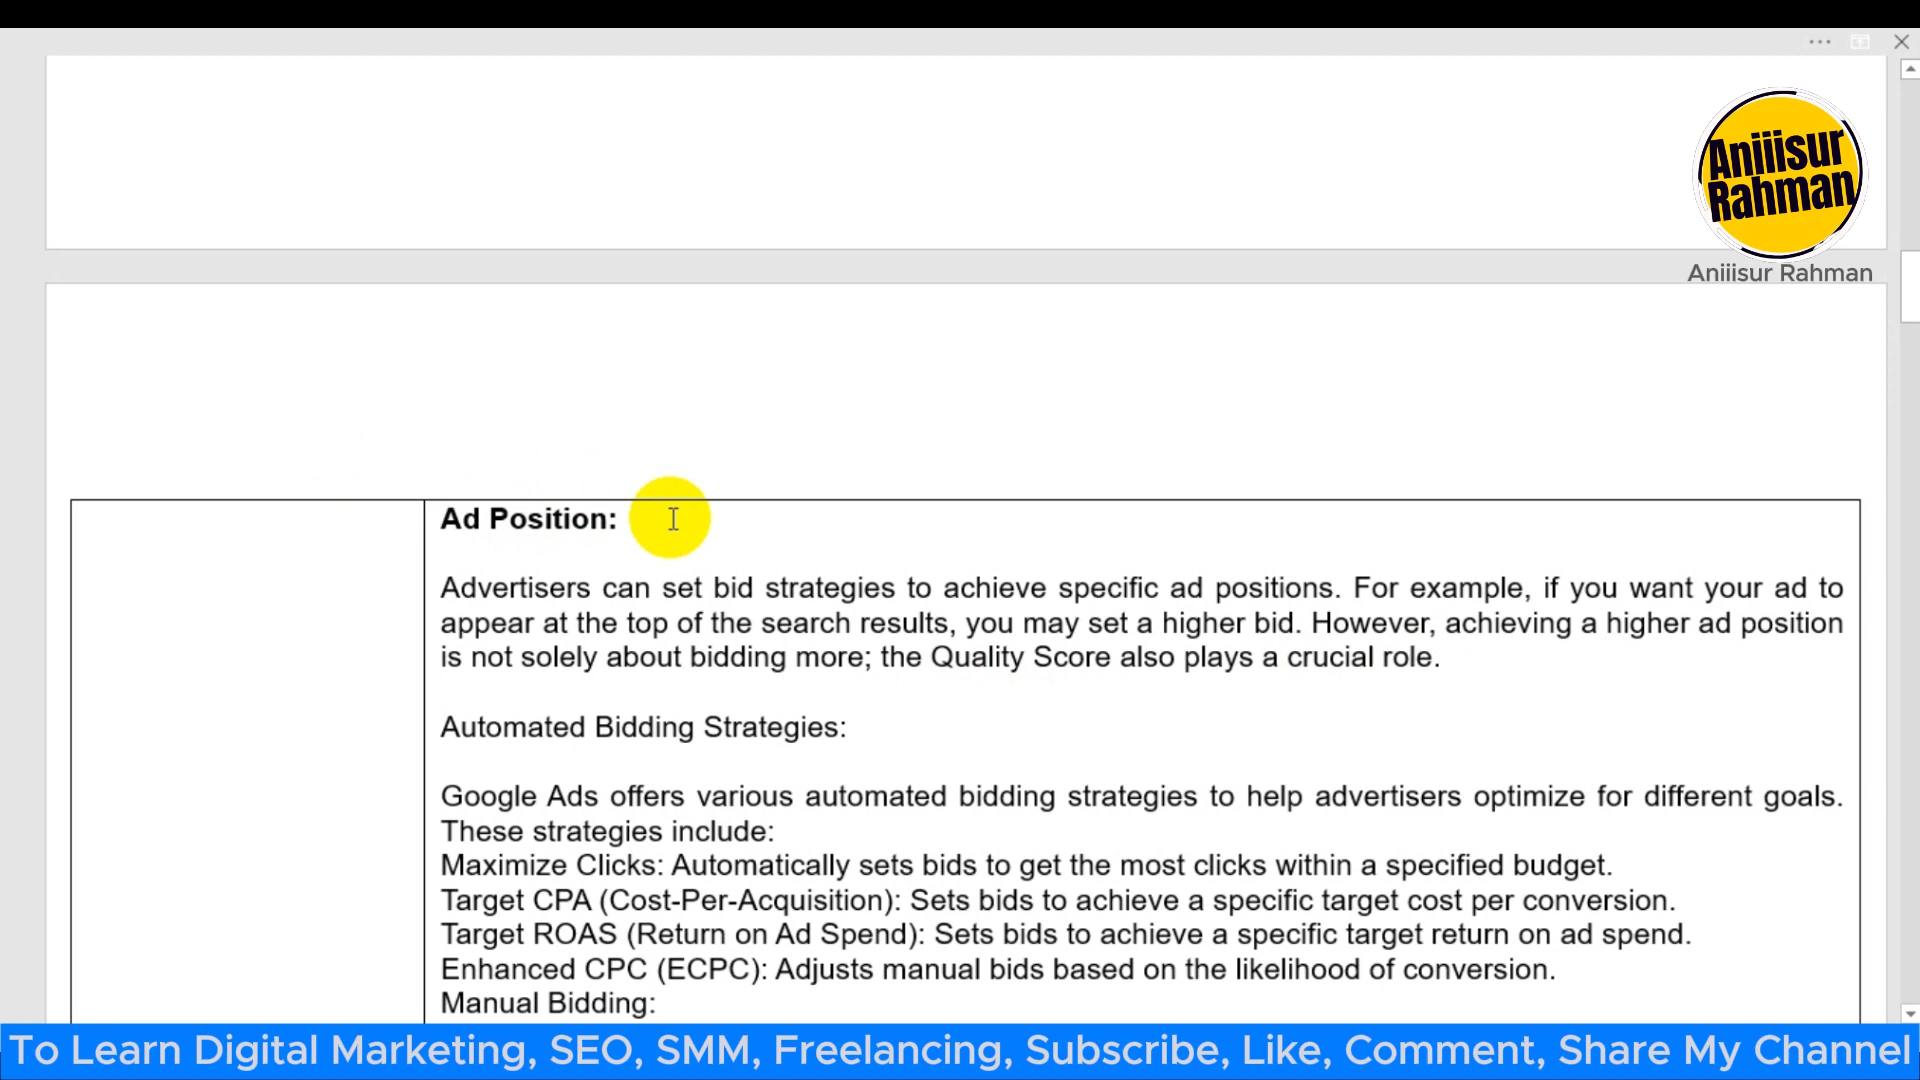 Aniiisur
Rahman
Aniiisur Rahman
Ad Position:
Advertisers can set bid strategies to achieve specific ad positions. For example, if you want your ad to
appear at the top of the search results, you may set a higher bid. However, achieving a higher ad position
is not solely about bidding more; the Quality Score also plays a crucial role.
Automated Bidding Strategies:
Google Ads offers various automated bidding strategies to help advertisers optimize for different goals.
These strategies include:
Maximize Clicks: Automatically sets bids to get the most clicks within a specified budget.
Target CPA (Cost-Per-Acquisition): Sets bids to achieve a specific target cost per conversion.
Target ROAS (Return on Ad Spend): Sets bids to achieve a specific target return on ad spend.
Enhanced CPC (ECPC): Adjusts manual bids based on the likelihood of conversion.
Manual Bidding:
To Learn Digital Marketing, SEO, SMM, Freelancing, Subscribe, Like, Comment, Share My Channel